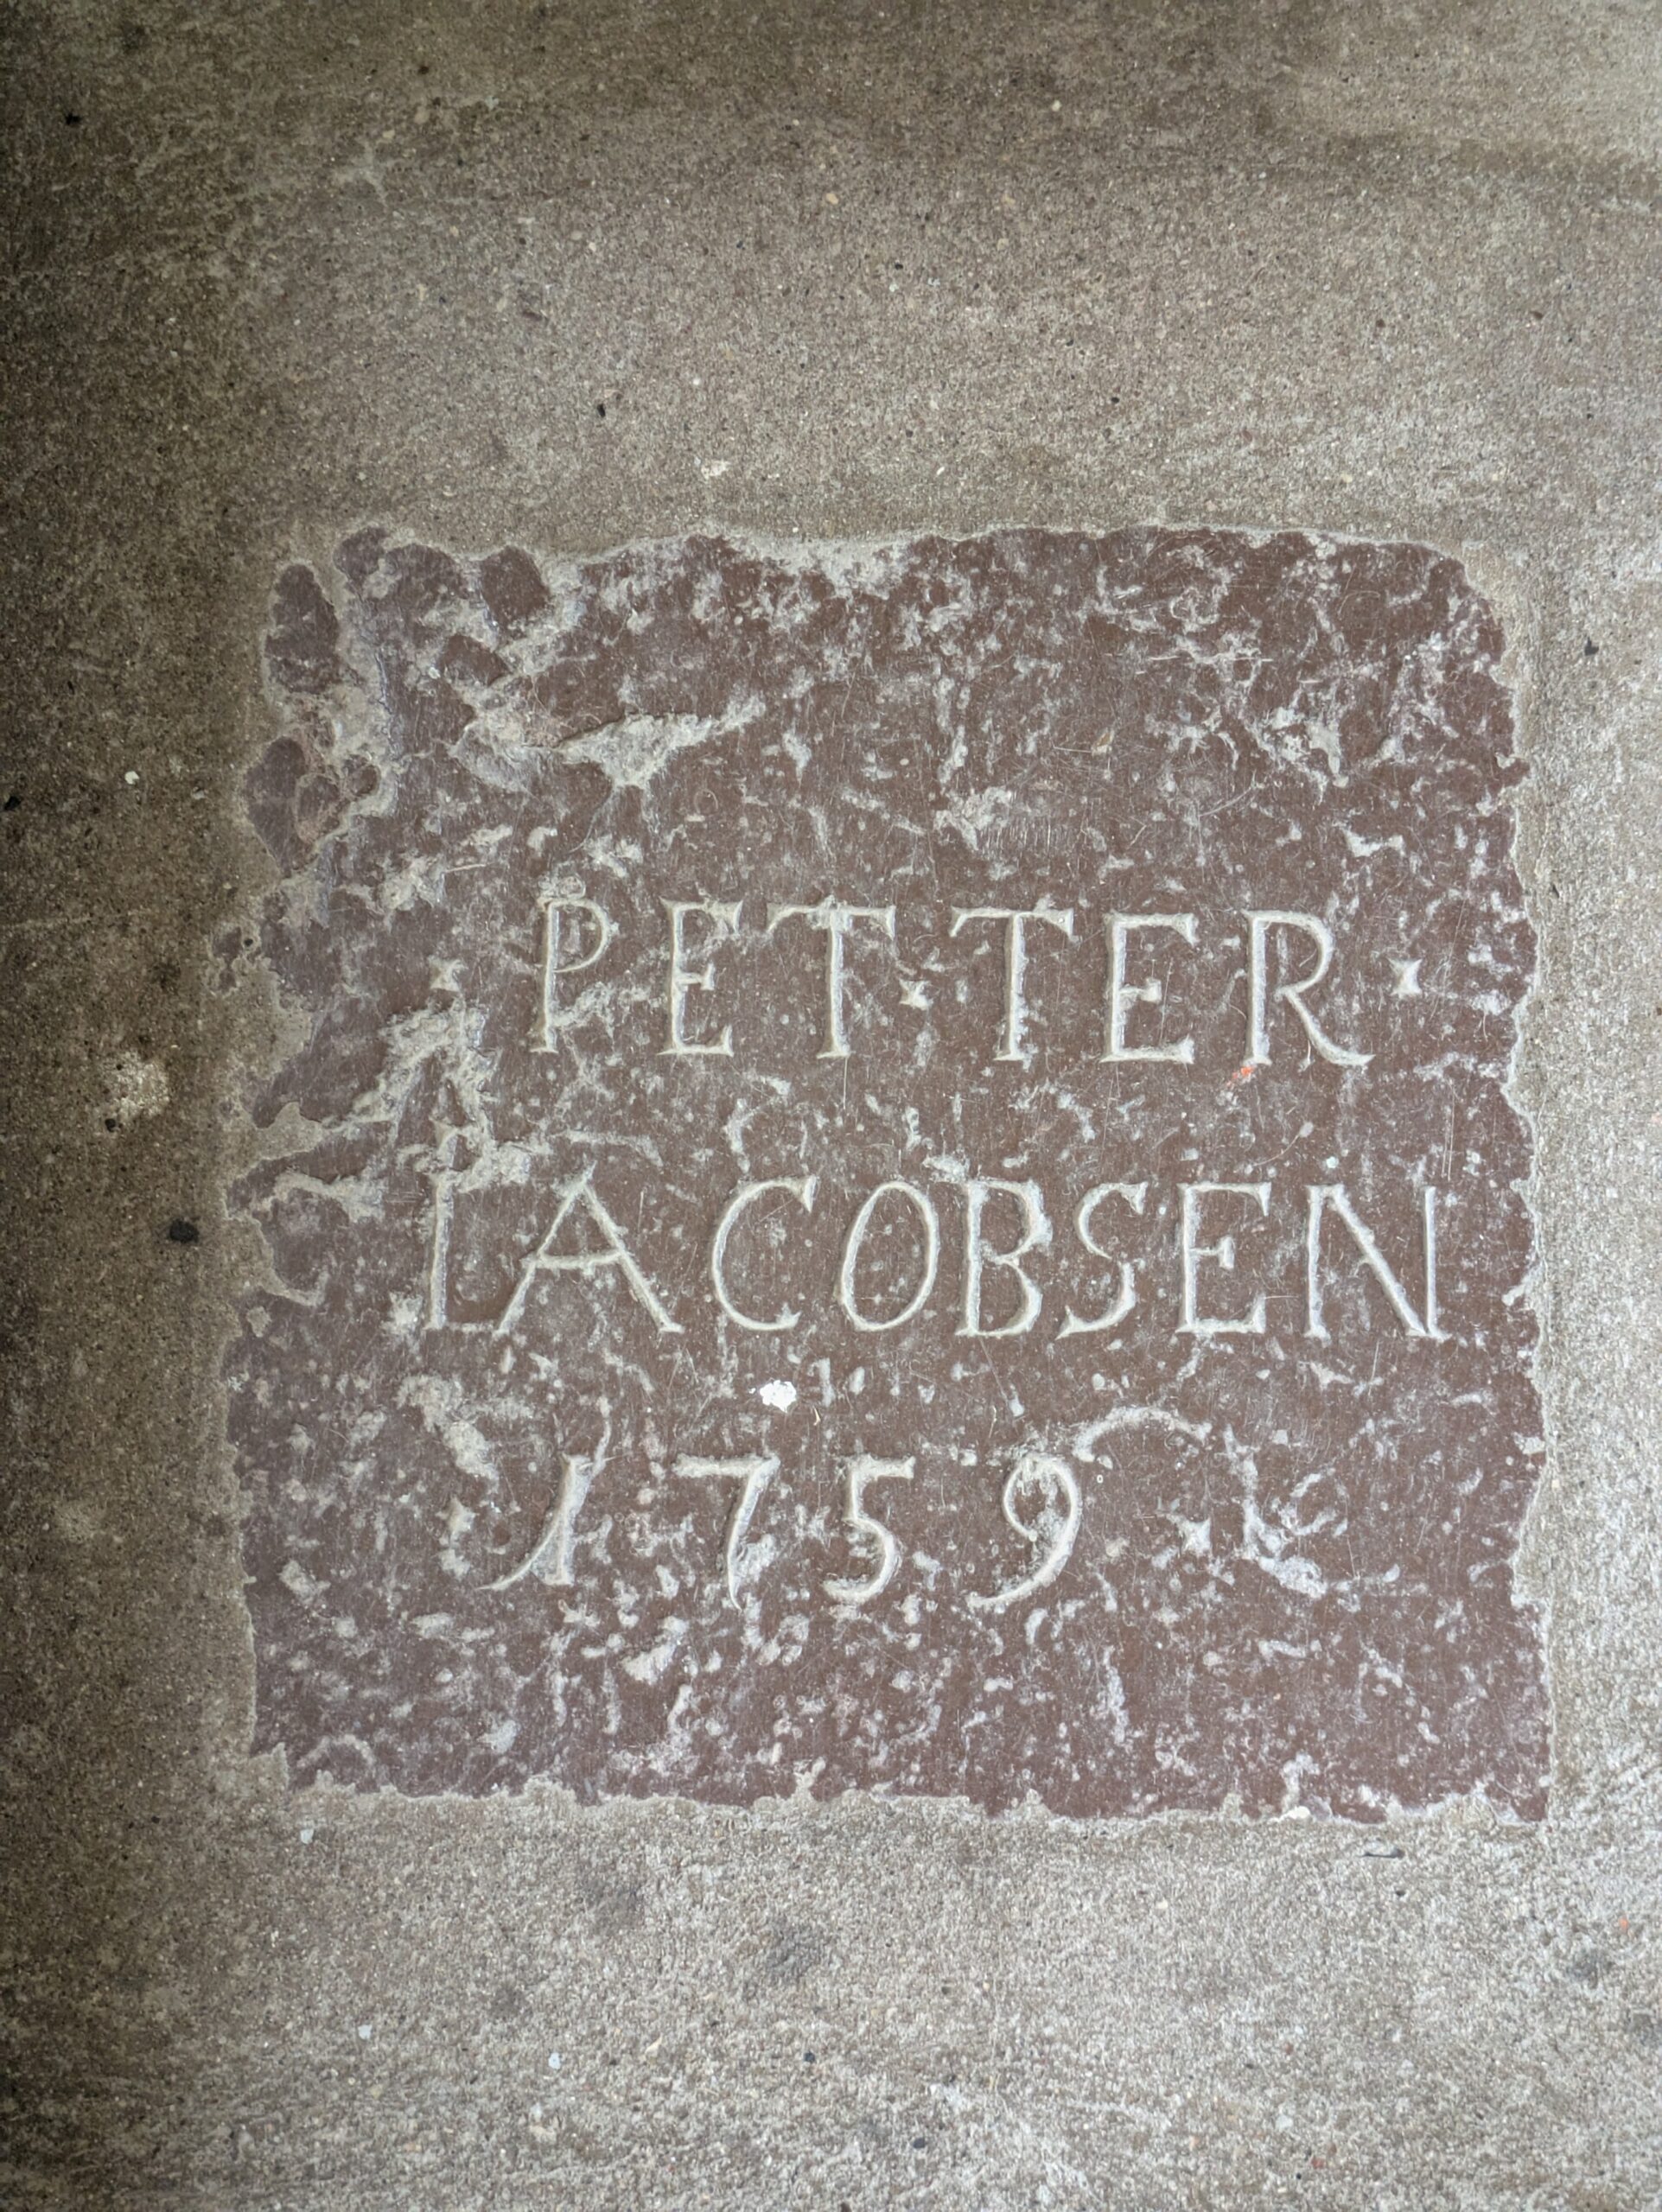 · PET·TER ·
IACOBSEN
· 1759 ·